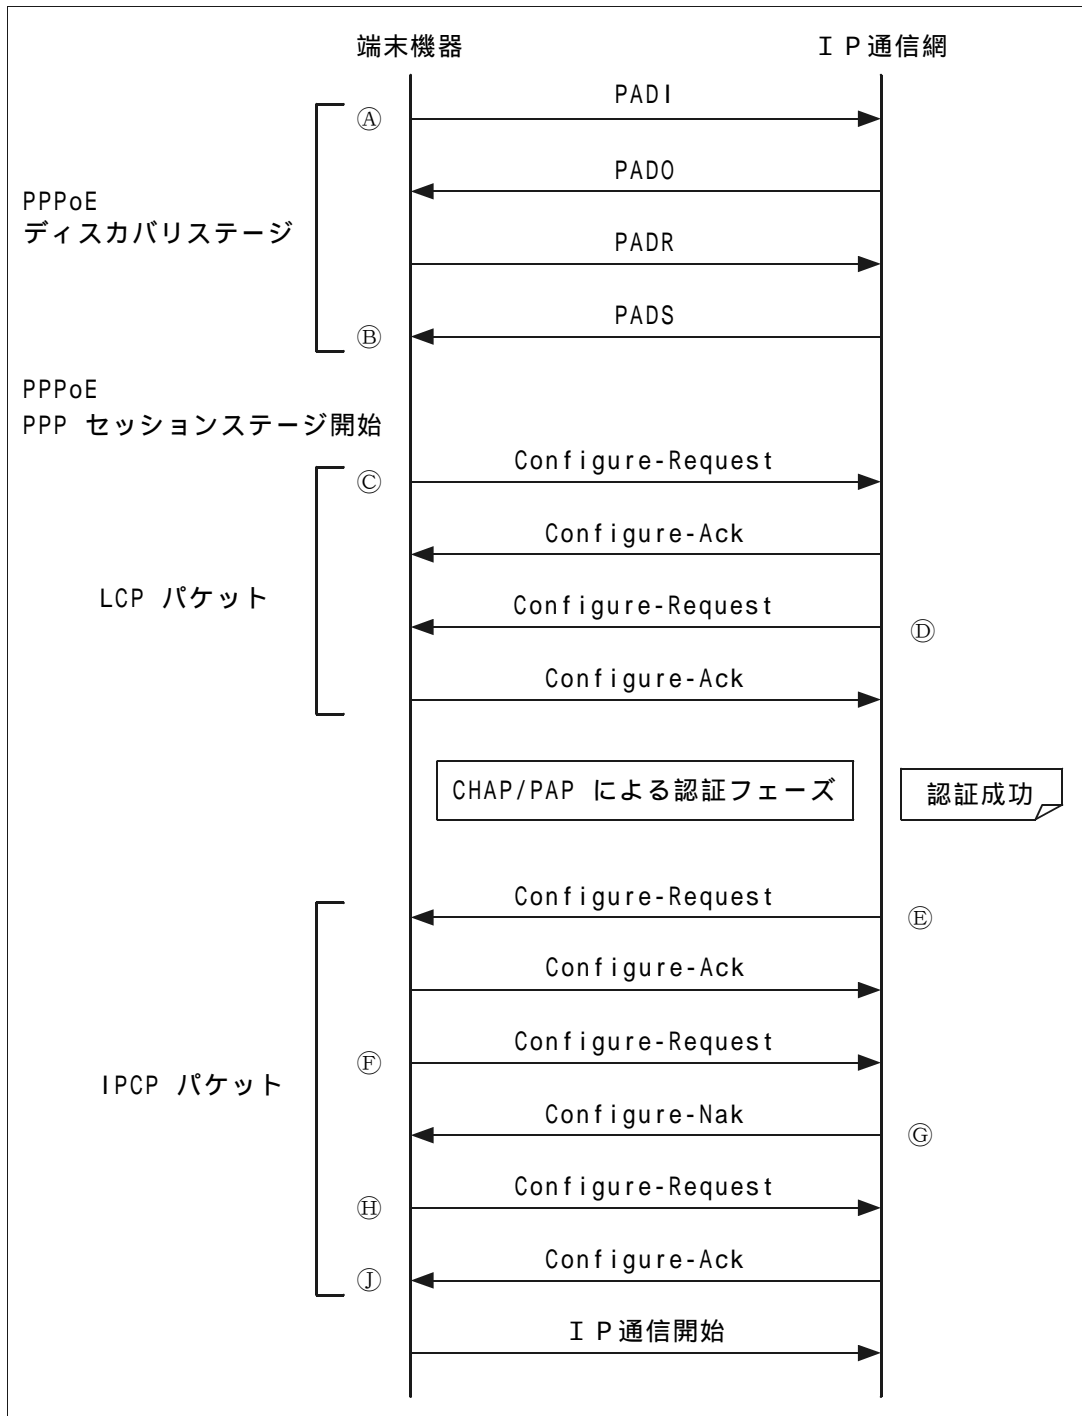 端末機器
ＩＰ通信網
PADI
Ⓐ
PADO
PPPoE
ディスカバリステージ
PADR
PADS
Ⓑ
PPPoE
PPP セッションステージ開始
Configure-Request
Ⓒ
Configure-Ack
LCP パケット
Configure-Request
Ⓓ
Configure-Ack
CHAP/PAP による認証フェーズ
認証成功
Configure-Request
Ⓔ
Configure-Ack
Configure-Request
Ⓕ
IPCP パケット
Configure-Nak
Ⓖ
Configure-Request
Ⓗ
Configure-Ack
Ⓙ
ＩＰ通信開始